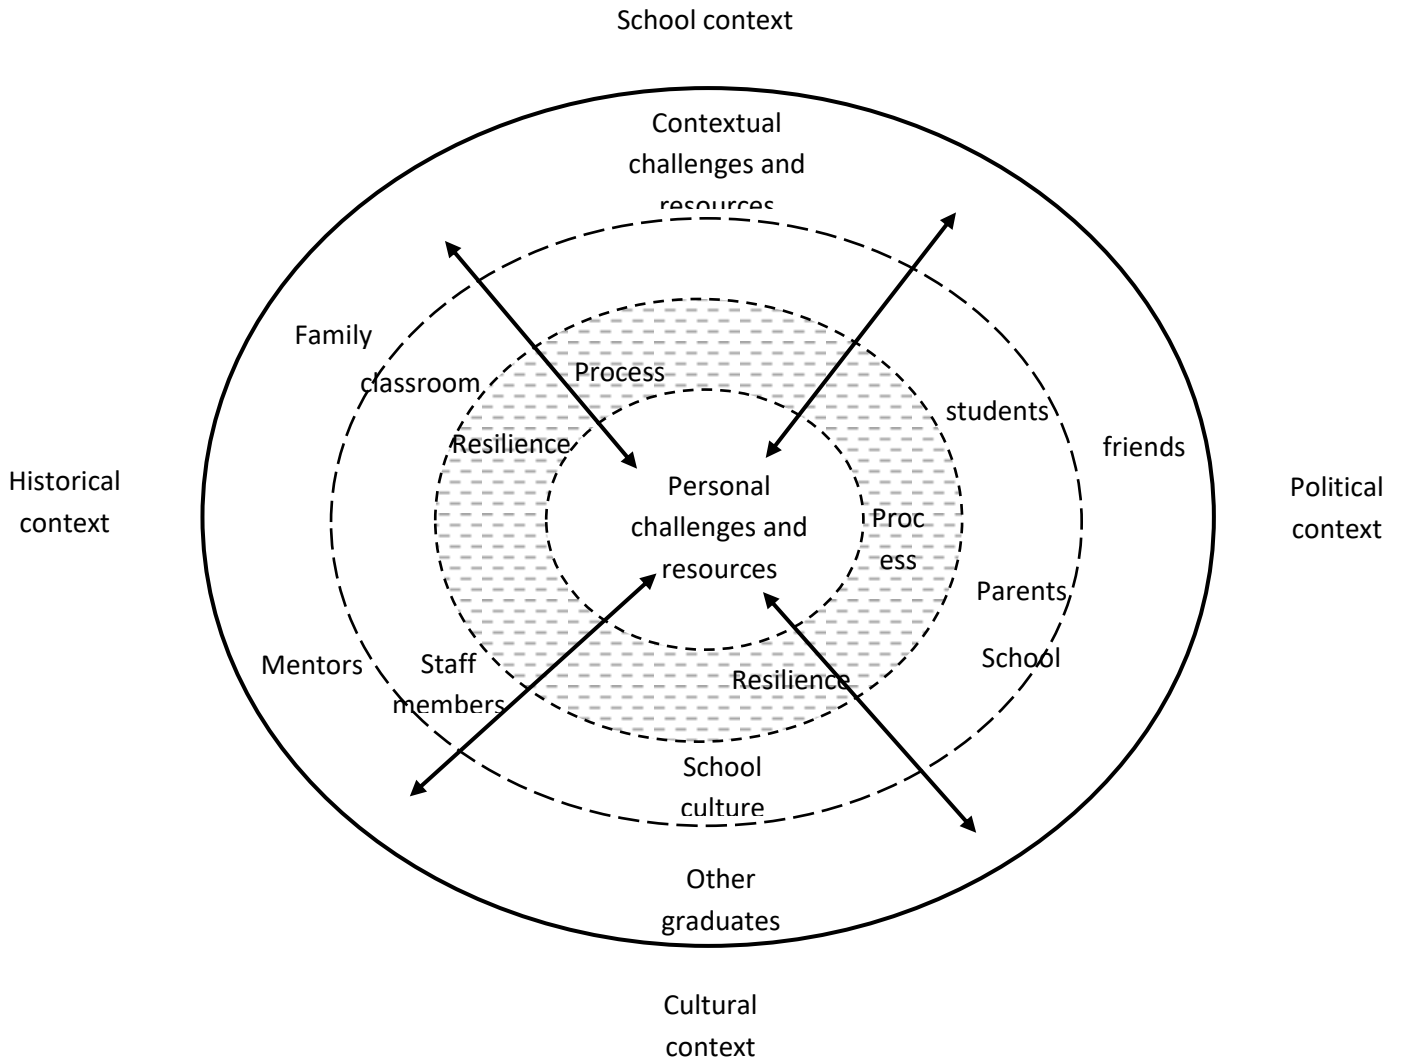 School context
Contextual
challenges and
resources
Family
classroom
Process
Resilience
students
friends
Historical
context
Personal
challenges and
resources
Proc
ess
Political
context
Parents
School
Mentors
Staff
members
Resilience
School
culture
Other
graduates
Cultural
context